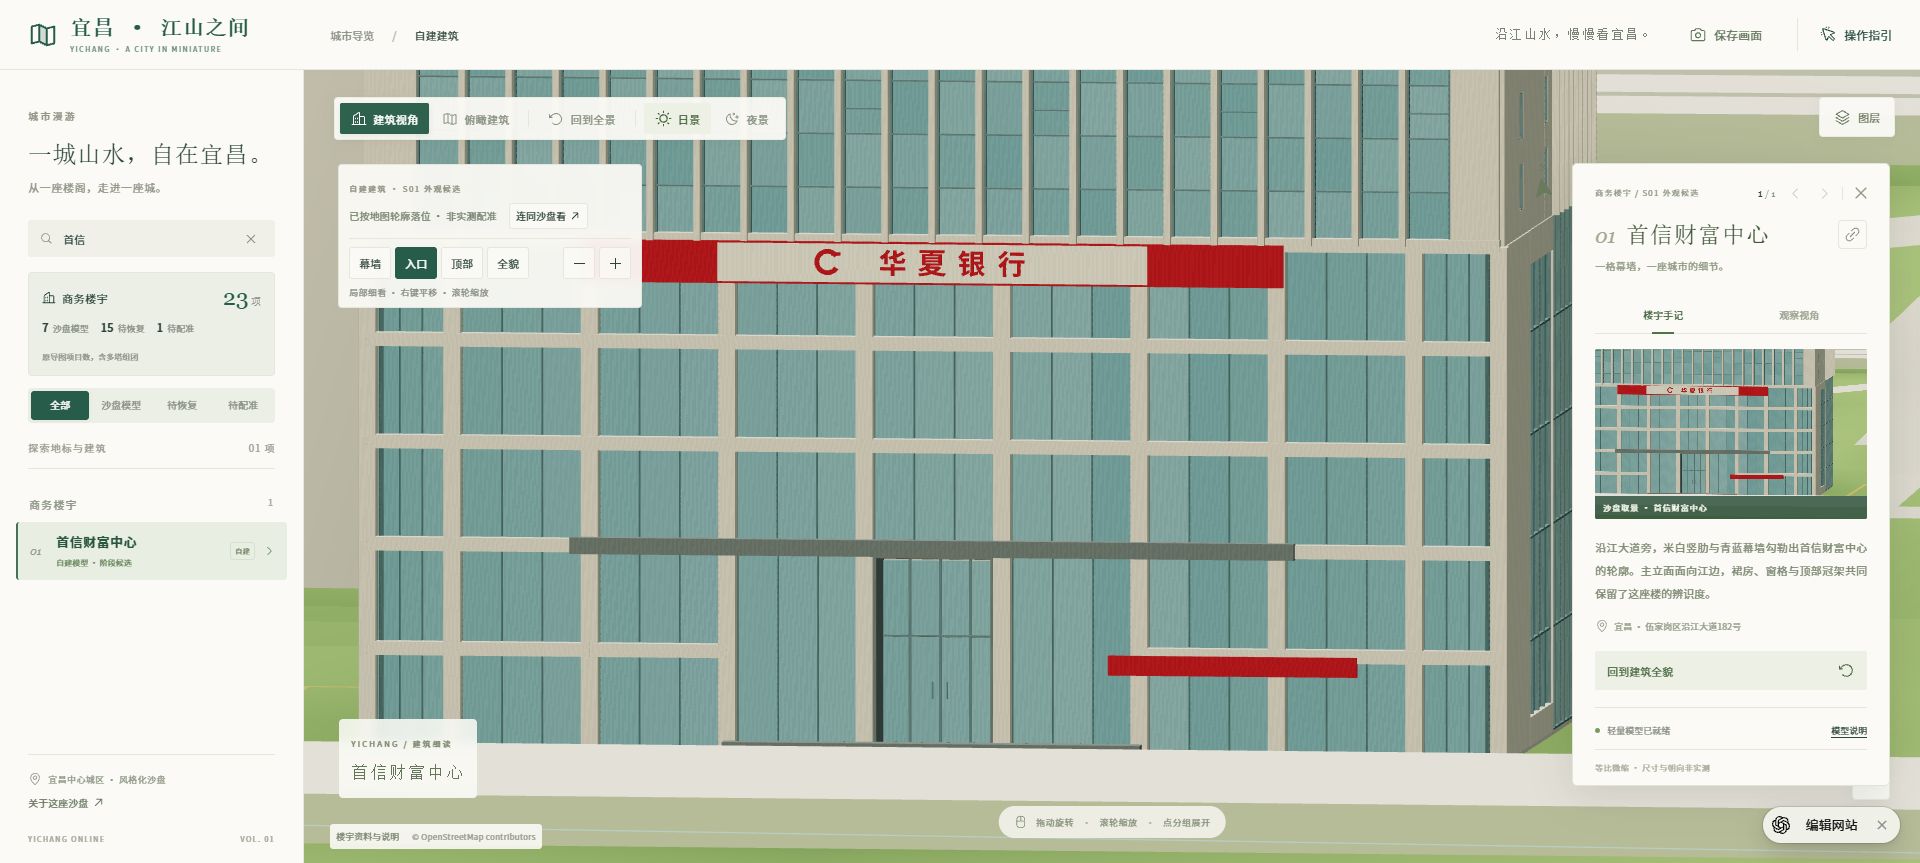 宜昌 • 江山之间
YICHANG • A CITY IN MINIATURE
城市导览 / 自建建筑
沿江山水，慢慢看宜昌。
保存画面
操作指引
城市漫游
一城山水，自在宜昌。
从一座楼阁，走进一座城。
首信
商务楼宇
23 项
7 沙盘模型 15 待恢复 1 待配准
原导图项目数，含多塔组团
全部 沙盘模型 待恢复 待配准
探索地标与建筑 01 项
商务楼宇 1
01 首信财富中心
自建模型 • 阶段候选
自建
宜昌中心城区 • 风格化沙盘
关于这座沙盘
YICHANG ONLINE VOL. 01
建筑视角 俯瞰建筑 回到全景 日景 夜景
自建建筑 • S01 外观候选
已按地图轮廓落位 • 非实测配准
连同沙盘看
幕墙 入口 顶部 全貌
局部细看 • 右键平移 • 滚轮缩放
华夏银行
YICHANG / 建筑细读
首信财富中心
楼宇资料与说明 © OpenStreetMap contributors
拖动旋转 • 滚轮缩放 • 点分组展开
图层
商务楼宇 / S01 外观候选
1 / 1
01 首信财富中心
一格幕墙，一座城市的细节。
楼宇手记 观察视角
华夏银行
沙盘取景 • 首信财富中心
沿江大道旁，米白竖肋与青蓝幕墙勾勒出首信财富中心
的轮廓。主立面面向江边，裙房、窗格与顶部冠架共同
保留了这座楼的辨识度。
宜昌 • 伍家岗区沿江大道182号
回到建筑全貌
轻量模型已就绪
模型说明
等比微缩 • 尺寸与朝向非实测
编辑网站